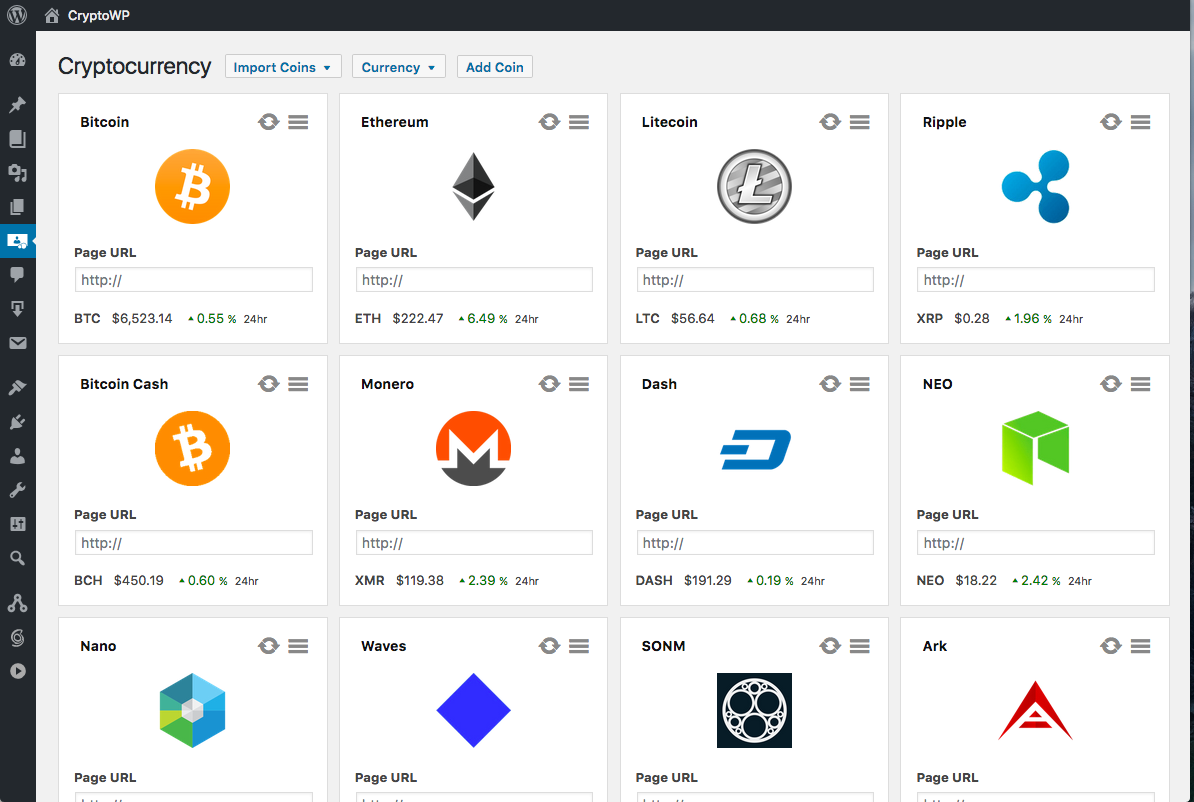 CryptoWP
Cryptocurrency Import Coins Currency Add Coin
Bitcoin Ethereum Litecoin Ripple
Page URL Page URL Page URL Page URL
http:// http:// http:// http://
BTC $6,523.14 0.55 % 24hr ETH $222.47 6.49 % 24hr LTC $56.64 0.68 % 24hr XRP $0.28 1.96 % 24hr
Bitcoin Cash Monero Dash NEO
Page URL Page URL Page URL Page URL
http:// http:// http:// http://
BCH $450.19 0.60 % 24hr XMR $119.38 2.39 % 24hr DASH $191.29 0.19 % 24hr NEO $18.22 2.42 % 24hr
Nano Waves SONM Ark
Page URL Page URL Page URL Page URL